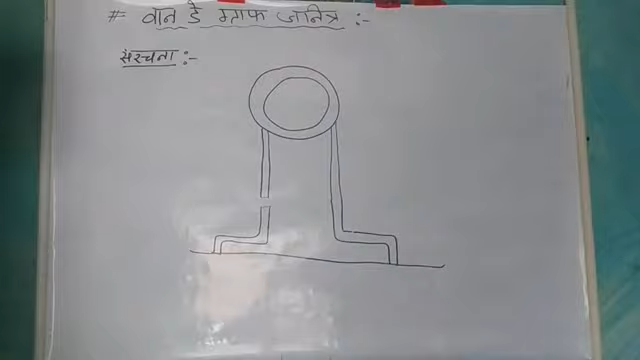 # वान डे ग्राफ जनित्र :-
संरचना :-